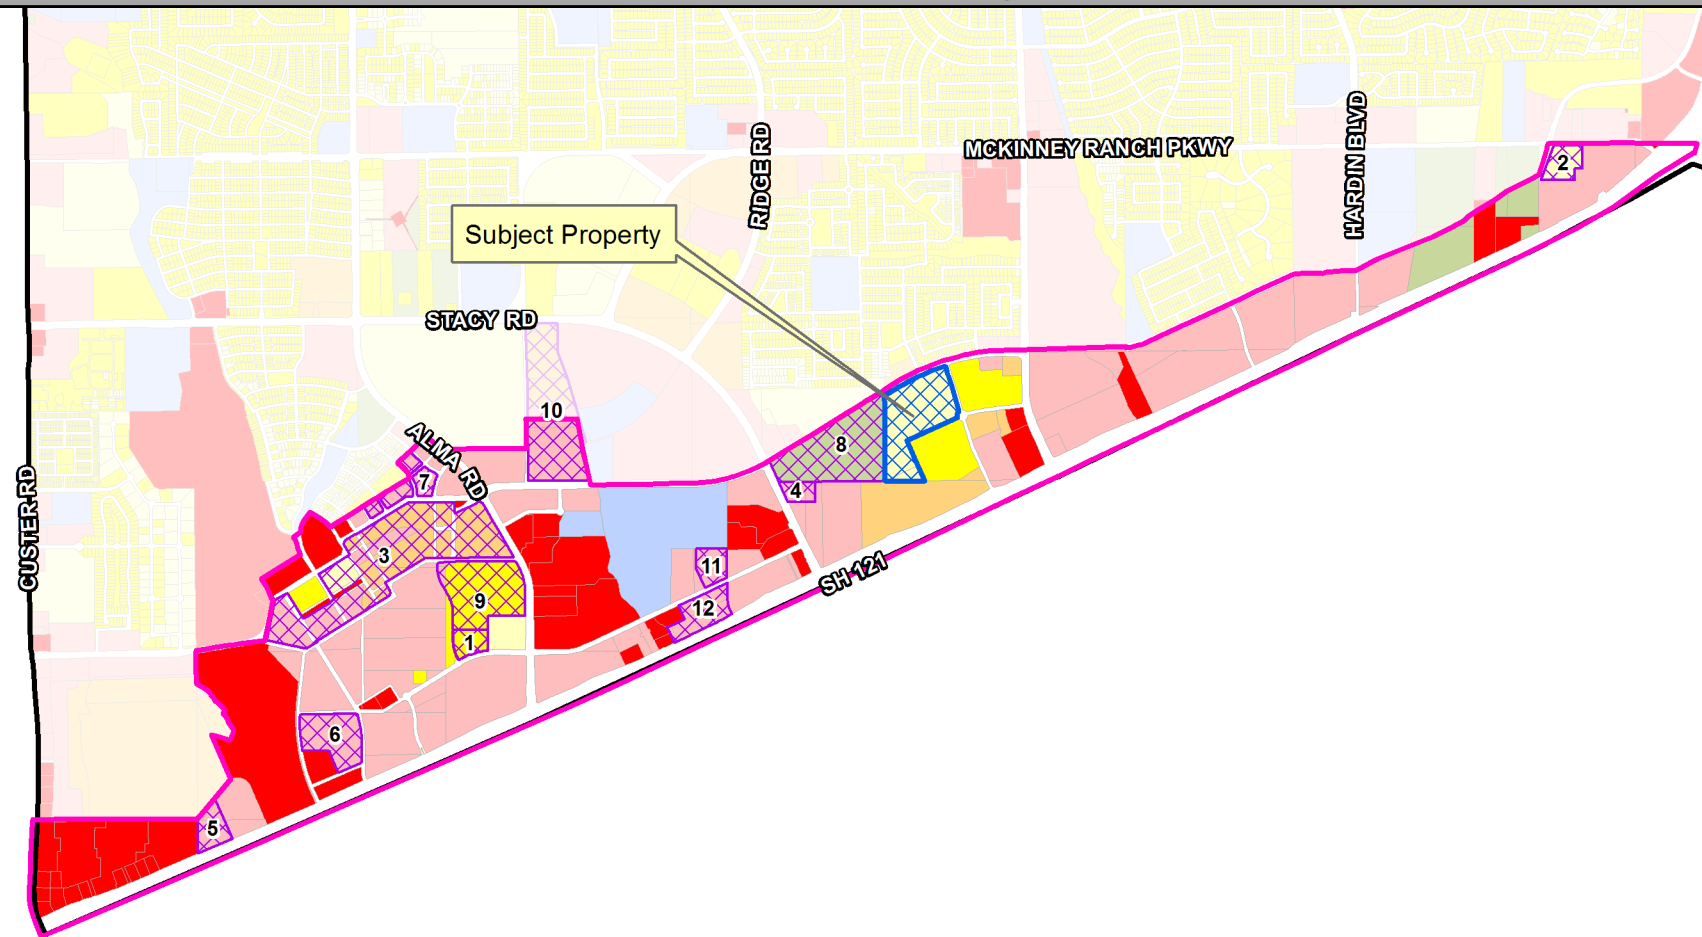 MCKINNEY RANCH PKWY
HARDIN BLVD
RIDGE RD
2
Subject Property
STACY RD
10
ALMA RD
8
7
4
CUSTER RD
3
11
SH 121
9
12
1
6
5